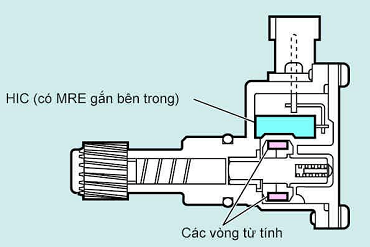 HIC (có MRE gắn bên trong)
Các vòng từ tính